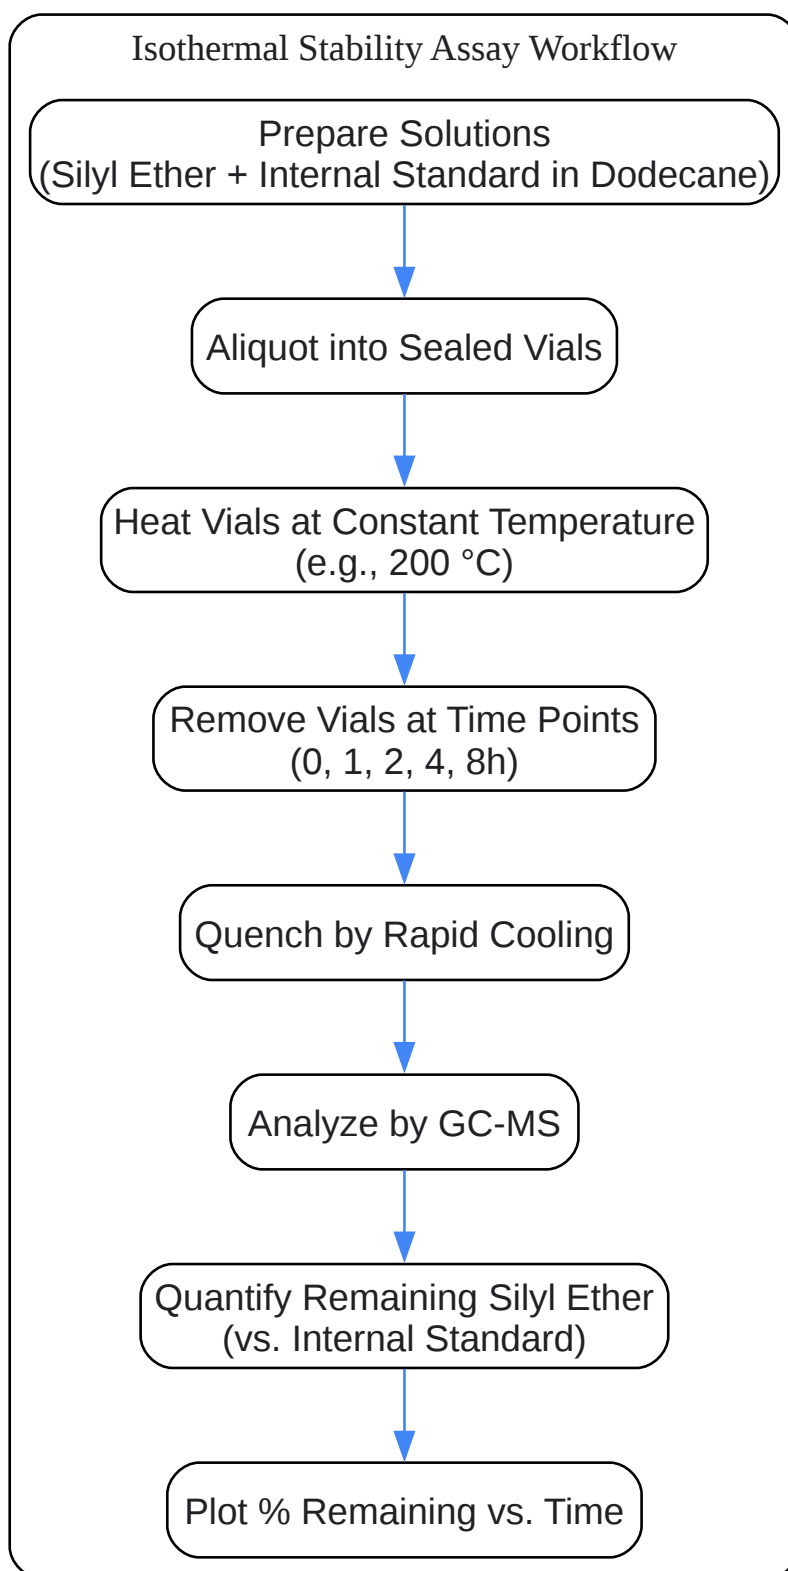 Isothermal Stability Assay Workflow
Prepare Solutions
(Silyl Ether + Internal Standard in Dodecane)
Aliquot into Sealed Vials
Heat Vials at Constant Temperature
(e.g., 200 °C)
Remove Vials at Time Points
(0, 1, 2, 4, 8h)
Quench by Rapid Cooling
Analyze by GC-MS
Quantify Remaining Silyl Ether
(vs. Internal Standard)
Plot % Remaining vs. Time